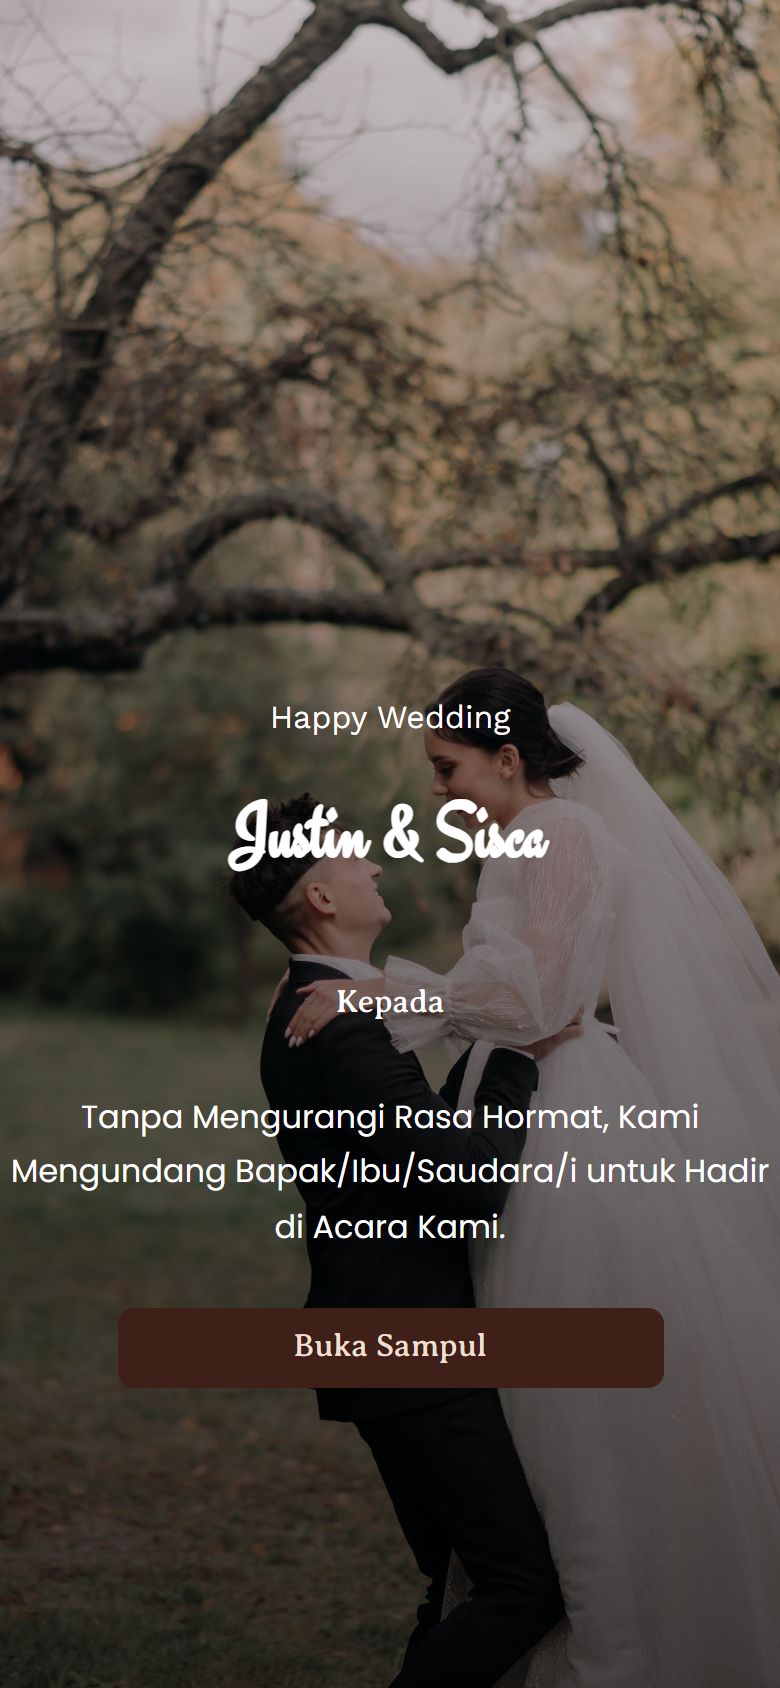 Happy Wedding
Justin & Sisca
Kepada
Tanpa Mengurangi Rasa Hormat, Kami
Mengundang Bapak/Ibu/Saudara/i untuk Hadir
di Acara Kami.
Buka Sampul